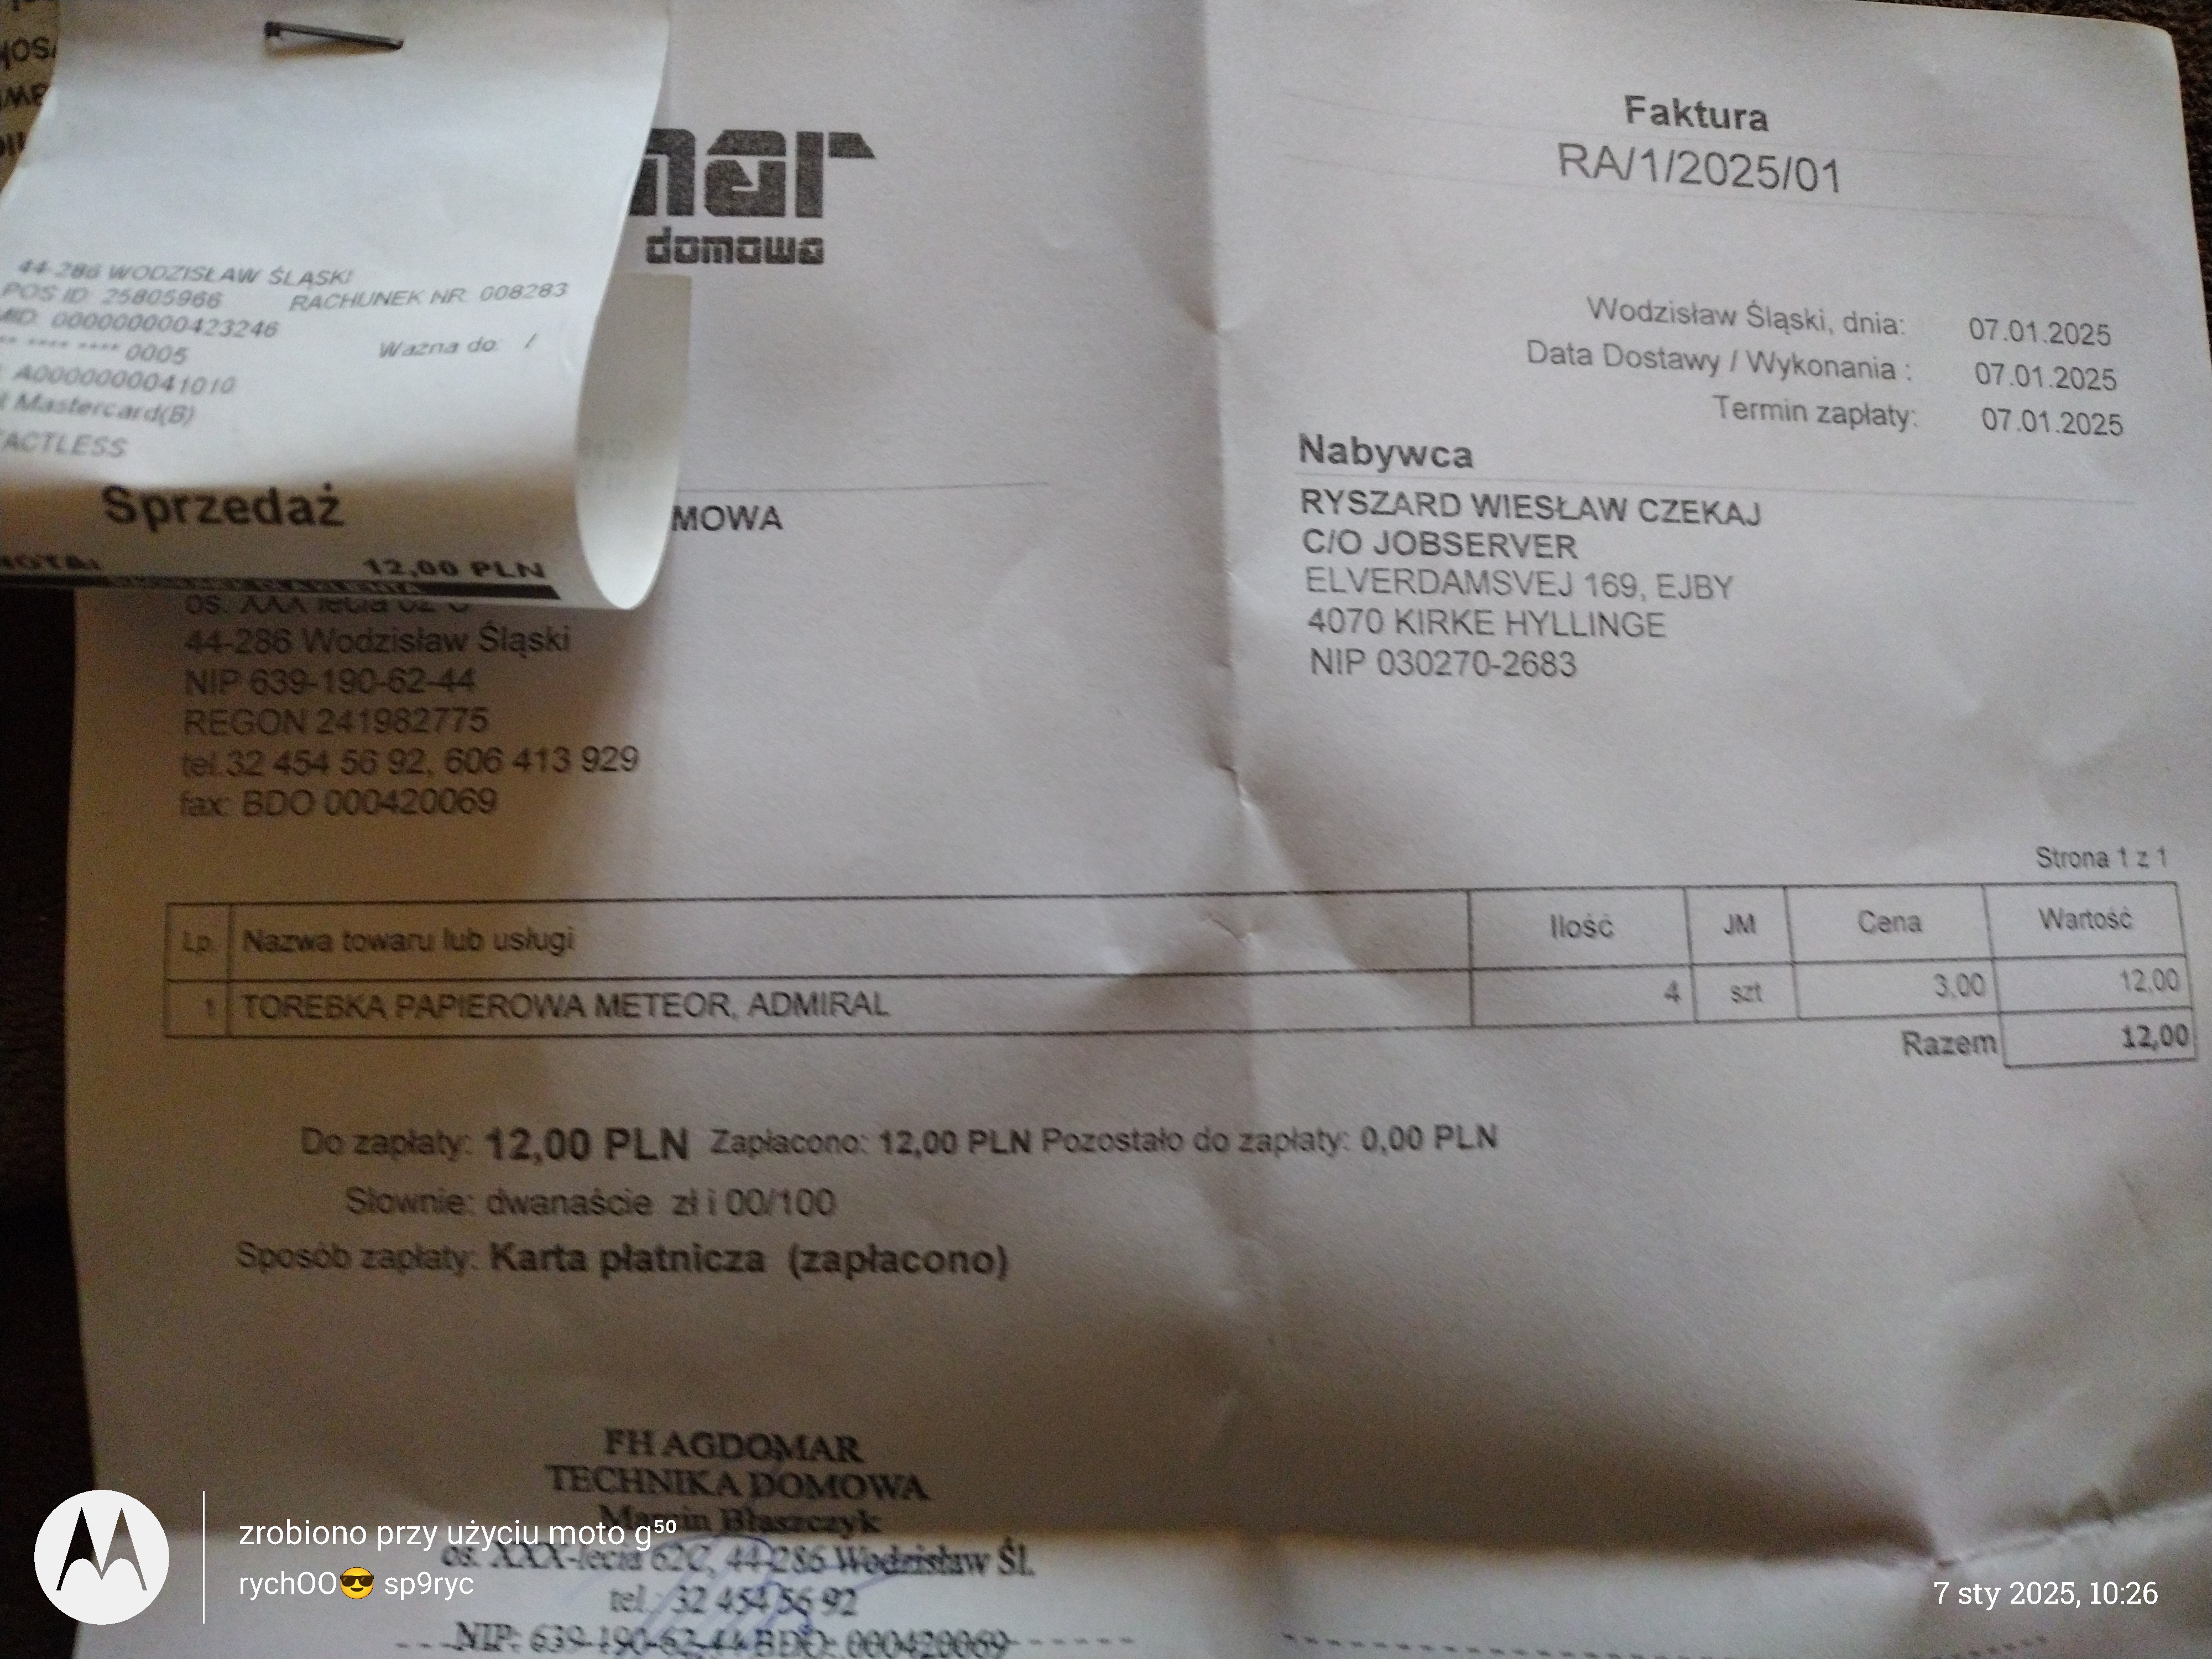 44-286 WODZISŁAW ŚLĄSKI
POS ID: 25805966 RACHUNEK NR: 008283
MID: 000000000423246
** **** **** 0005 Ważna do: /
A0000000041010
Mastercard(B)
Sprzedaż
12,00 PLN
domowa
MOWA
os. XXX lecia 62 C
44-286 Wodzisław Śląski
NIP 639-190-62-44
REGON 241982775
tel.32 454 56 92, 606 413 929
fax: BDO 000420069
Faktura
RA/1/2025/01
Wodzisław Śląski, dnia: 07.01.2025
Data Dostawy / Wykonania : 07.01.2025
Termin zapłaty: 07.01.2025
Nabywca
RYSZARD WIESŁAW CZEKAJ
C/O JOBSERVER
ELVERDAMSVEJ 169, EJBY
4070 KIRKE HYLLINGE
NIP 030270-2683
Strona 1 z 1
Lp. Nazwa towaru lub usługi Ilość JM Cena Wartość
1 TOREBKA PAPIEROWA METEOR, ADMIRAL 4 szt 3,00 12,00
Razem 12,00
Do zapłaty: 12,00 PLN Zapłacono: 12,00 PLN Pozostało do zapłaty: 0,00 PLN
Słownie: dwanaście zł i 00/100
Sposób zapłaty: Karta płatnicza (zapłacono)
FH AGDOMAR
TECHNIKA DOMOWA
Marcin Błaszczyk
os. XXX-lecia 62C, 44-286 Wodzisław Śl.
tel.: 32 454 56 92
NIP: 639-190-62-44 BDO: 000420069
zrobiono przy użyciu moto g⁵⁰
rychOO😎 sp9ryc
7 sty 2025, 10:26